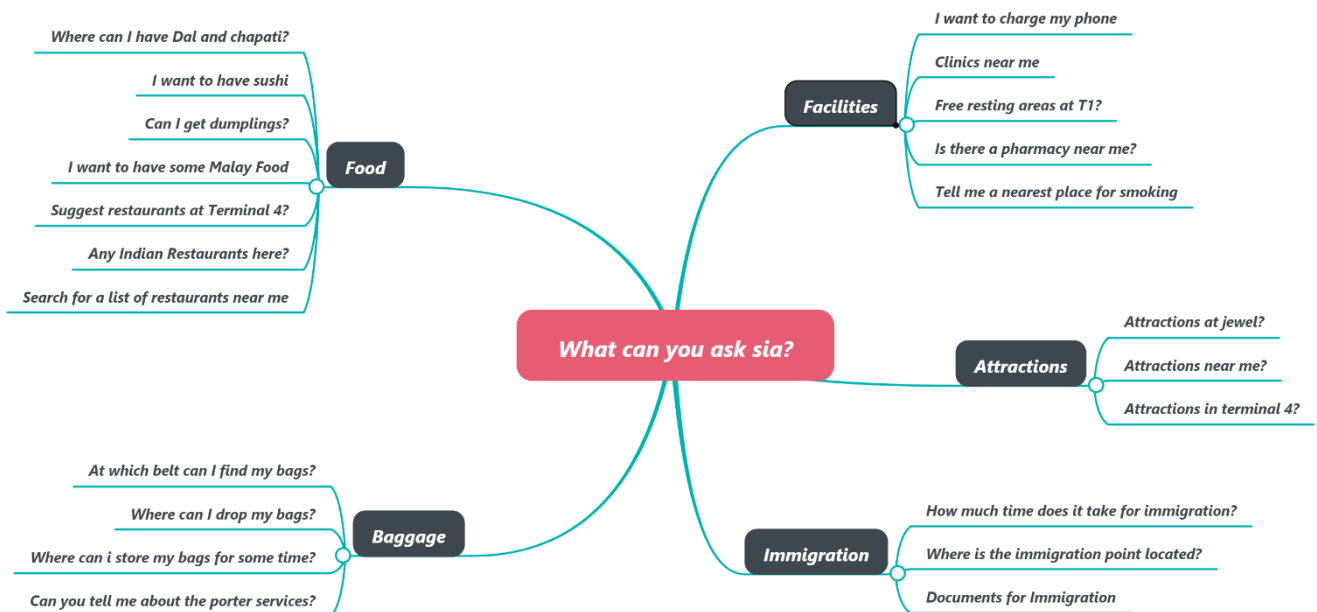 What can you ask sia?
Food
Where can I have Dal and chapati?
I want to have sushi
Can I get dumplings?
I want to have some Malay Food
Suggest restaurants at Terminal 4?
Any Indian Restaurants here?
Search for a list of restaurants near me
Baggage
At which belt can I find my bags?
Where can I drop my bags?
Where can i store my bags for some time?
Can you tell me about the porter services?
Facilities
I want to charge my phone
Clinics near me
Free resting areas at T1?
Is there a pharmacy near me?
Tell me a nearest place for smoking
Attractions
Attractions at jewel?
Attractions near me?
Attractions in terminal 4?
Immigration
How much time does it take for immigration?
Where is the immigration point located?
Documents for Immigration